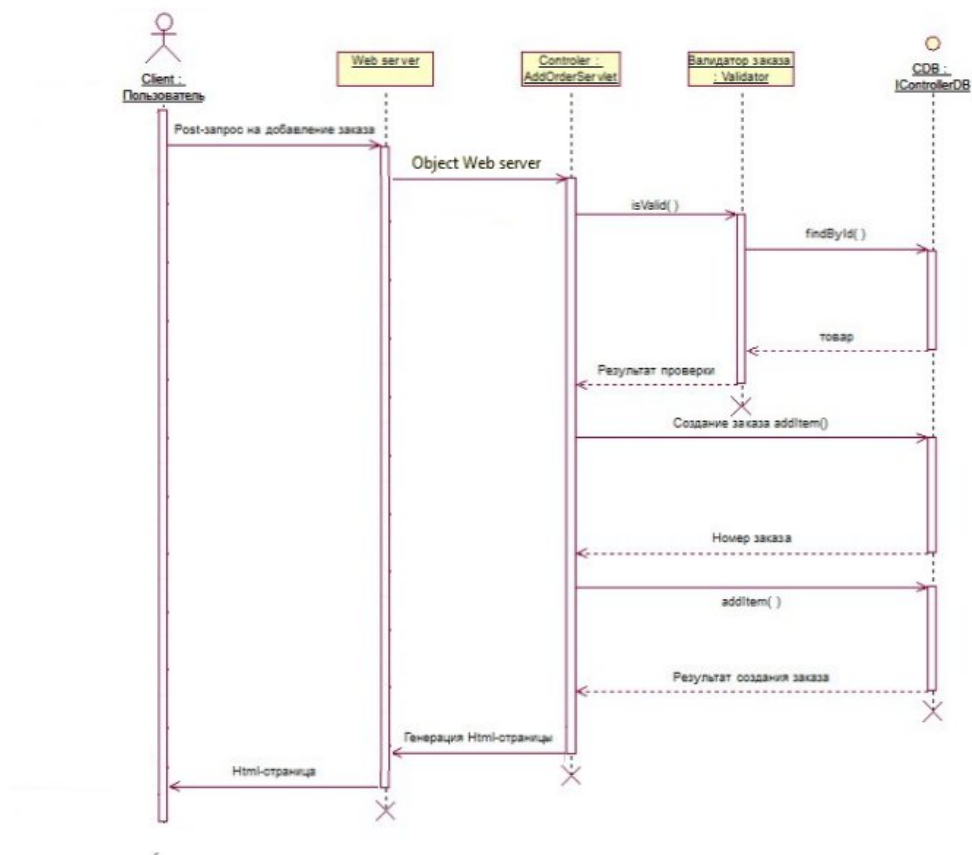 Client :
Пользователь
Web server
Controler :
AddOrderServlet
Валидатор заказа
: Validator
CDB :
IControllerDB
Post-запрос на добавление заказа
Object Web server
isValid( )
findById( )
товар
Результат проверки
Создание заказа addItem()
Номер заказа
addItem( )
Результат создания заказа
Генерация Html-страницы
Html-страница